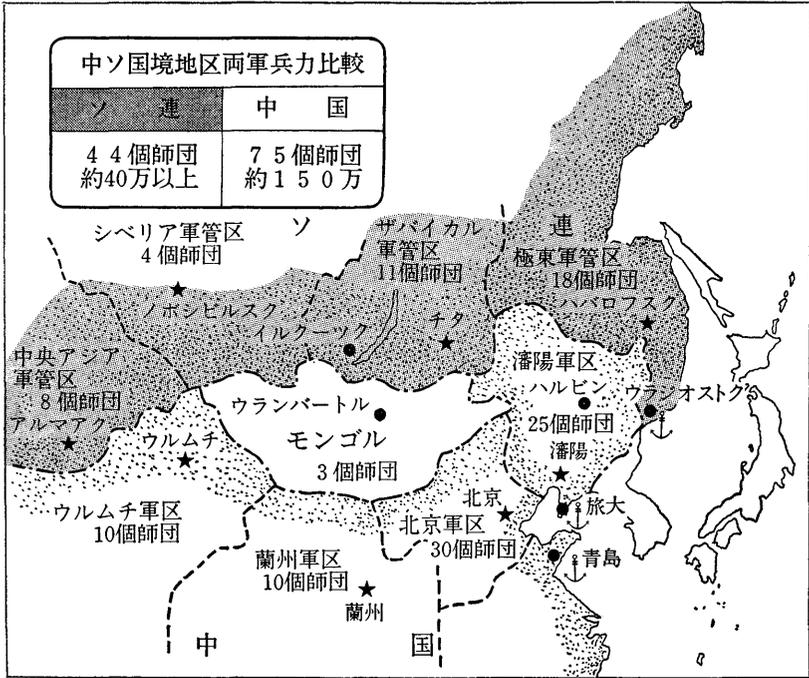 中ソ国境地区両軍兵力比較
ソ 連
中 国
44個師団
約40万以上
75個師団
約150万
ソ
連
シベリア軍管区
4個師団
ザバイカル
軍管区
11個師団
極東軍管区
18個師団
ハバロフスク
ノボシビルスク
イルクーツク
チタ
中央アジア
軍管区
8個師団
アルマアタ
ウランバートル
モンゴル
3個師団
瀋陽軍区
ハルビン
25個師団
瀋陽
ウラジオストク
ウルムチ
ウルムチ軍区
10個師団
北京
北京軍区
30個師団
旅大
青島
蘭州軍区
10個師団
蘭州
中
国